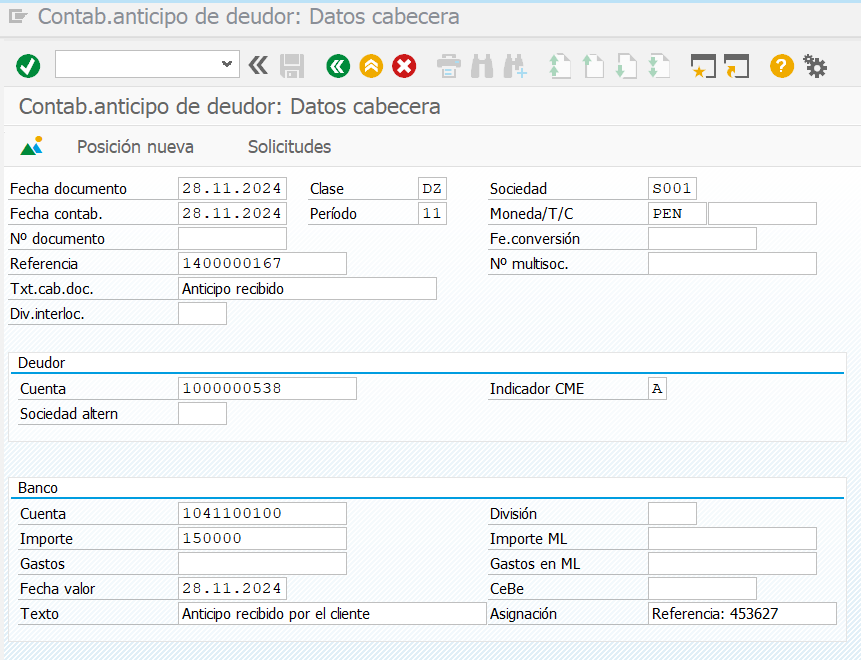 Contab.anticipo de deudor: Datos cabecera
Contab.anticipo de deudor: Datos cabecera
Posición nueva Solicitudes
Fecha documento 28.11.2024 Clase DZ Sociedad S001
Fecha contab. 28.11.2024 Período 11 Moneda/T/C PEN
Nº documento Fe.conversión
Referencia 1400000167 Nº multisoc.
Txt.cab.doc. Anticipo recibido
Div.interloc.
Deudor
Cuenta 1000000538 Indicador CME A
Sociedad altern
Banco
Cuenta 1041100100 División
Importe 150000 Importe ML
Gastos Gastos en ML
Fecha valor 28.11.2024 CeBe
Texto Anticipo recibido por el cliente Asignación Referencia: 453627